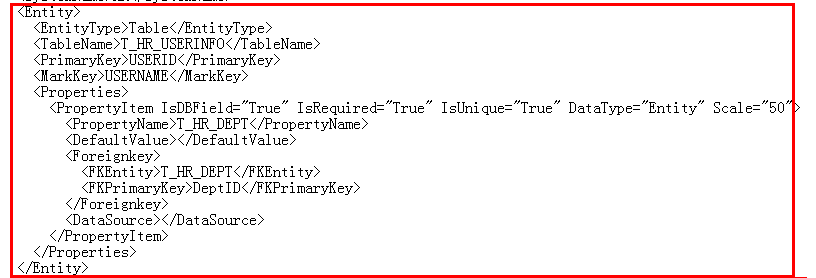 <Entity>
<EntityType>Table</EntityType>
<TableName>T_HR_USERINFO</TableName>
<PrimaryKey>USERID</PrimaryKey>
<MarkKey>USERNAME</MarkKey>
<Properties>
<PropertyItem IsDBField="True" IsRequired="True" IsUnique="True" DataType="Entity" Scale="50">
<PropertyName>T_HR_DEPT</PropertyName>
<DefaultValue></DefaultValue>
<Foreignkey>
<FKEntity>T_HR_DEPT</FKEntity>
<FKPrimaryKey>DeptID</FKPrimaryKey>
</Foreignkey>
<DataSource></DataSource>
</PropertyItem>
</Properties>
</Entity>